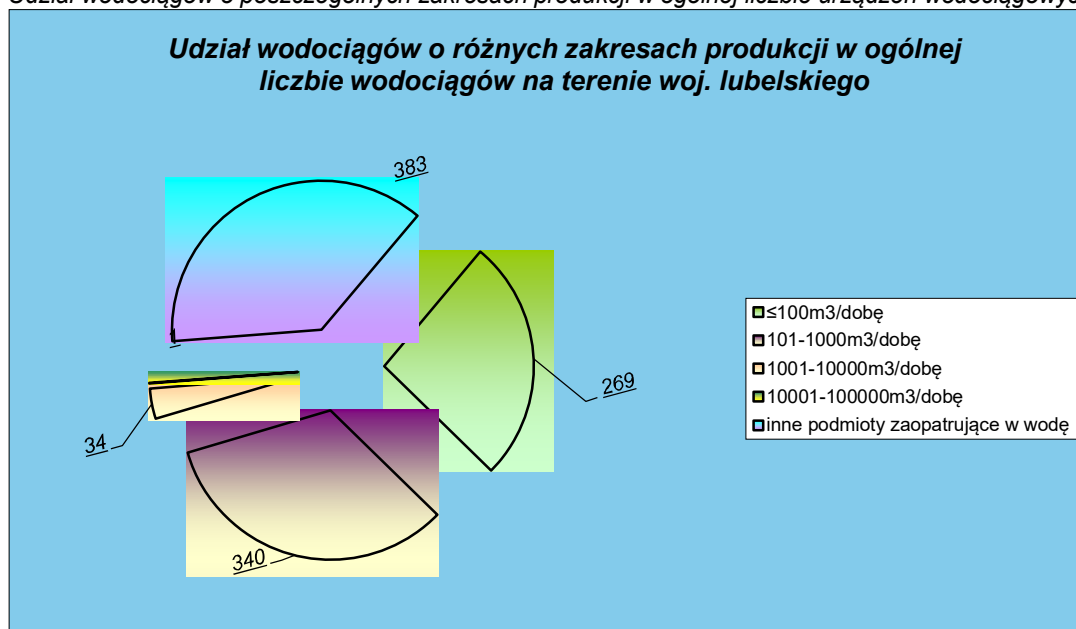 Udział wodociągów o różnych zakresach produkcji w ogólnej
liczbie wodociągów na terenie woj. lubelskiego
383
1
269
34
340
≤100m3/dobę
101-1000m3/dobę
1001-10000m3/dobę
10001-100000m3/dobę
inne podmioty zaopatrujące w wodę